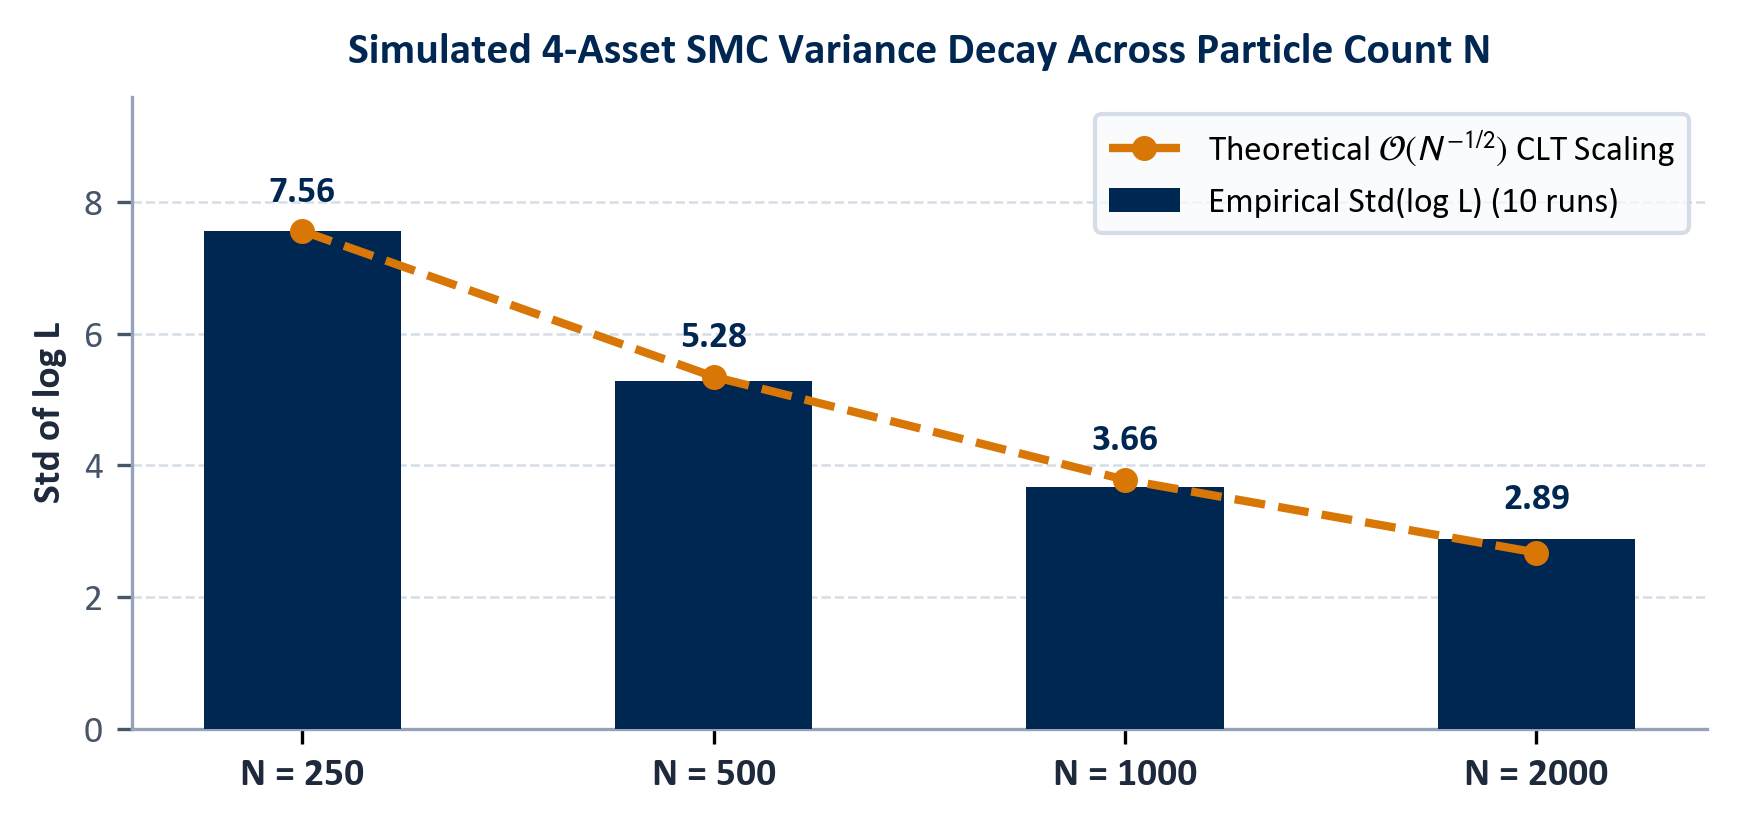 Simulated 4-Asset SMC Variance Decay Across Particle Count N
Theoretical 𝒪(N⁻¹/²) CLT Scaling
Empirical Std(log L) (10 runs)
Std of log L
8
6
4
2
0
7.56
5.28
3.66
2.89
N = 250
N = 500
N = 1000
N = 2000